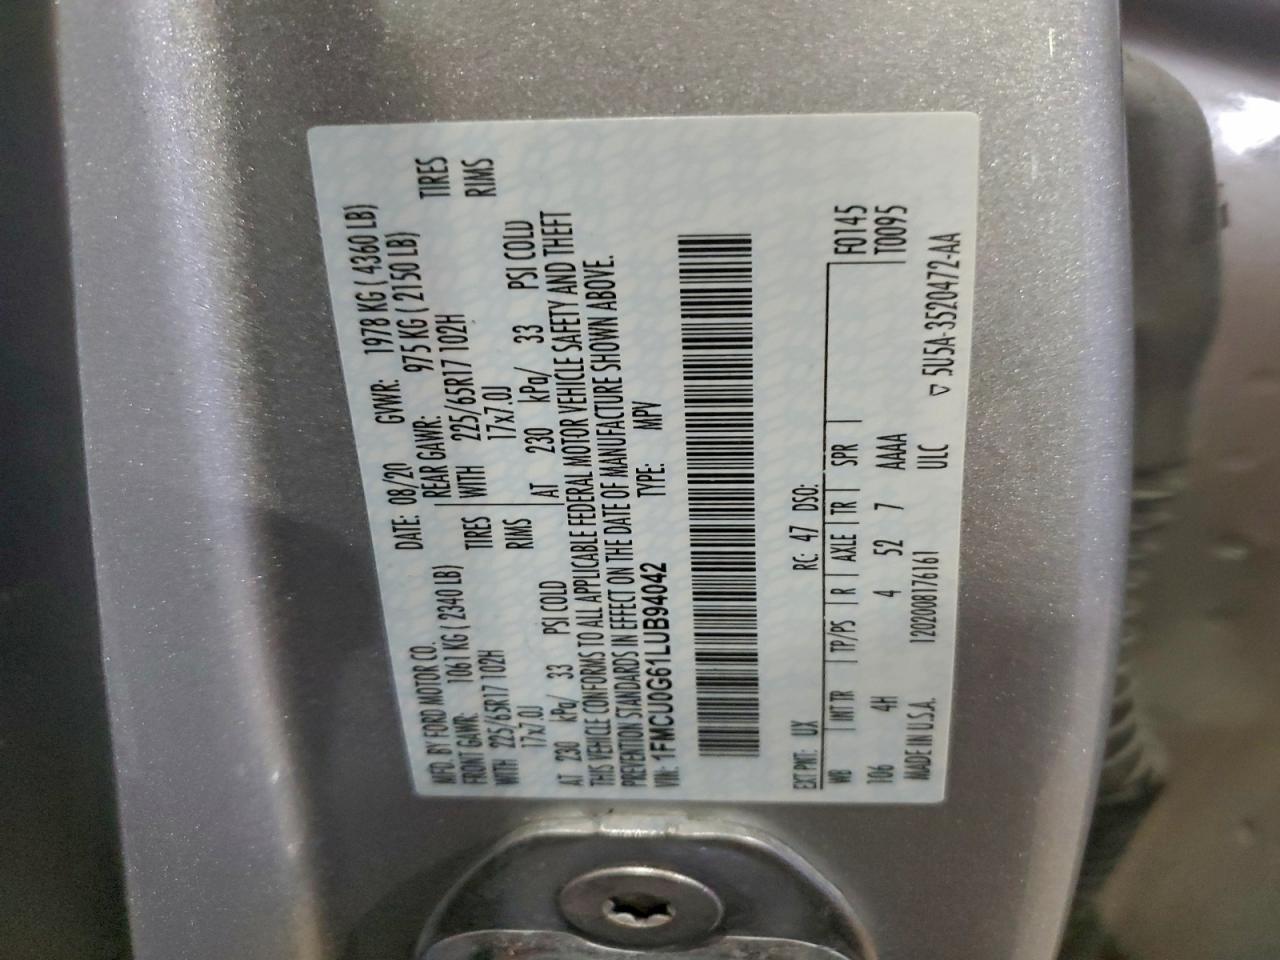 MFD. BY FORD MOTOR CO.
DATE: 08/20 GVWR: 1978 KG ( 4360 LB)
FRONT GAWR: 1061 KG ( 2340 LB)
REAR GAWR: 975 KG ( 2150 LB)
WITH 225/65R17 102H TIRES
WITH 225/65R17 102H TIRES
17x7.0J RIMS
17x7.0J RIMS
AT 230 kPa/ 33 PSI COLD
AT 230 kPa/ 33 PSI COLD
THIS VEHICLE CONFORMS TO ALL APPLICABLE FEDERAL MOTOR VEHICLE SAFETY AND THEFT
PREVENTION STANDARDS IN EFFECT ON THE DATE OF MANUFACTURE SHOWN ABOVE.
VIN: 1FMCU0G61LUB94042 TYPE: MPV
EXT PNT: UX RC: 47 DSO:
WB INT TR TP/PS R AXLE TR SPR F0145
106 4H 4 52 7 AAAA T0095
MADE IN U.S.A. 1202008176161 ULC
▽ 5U5A-3520472-AA